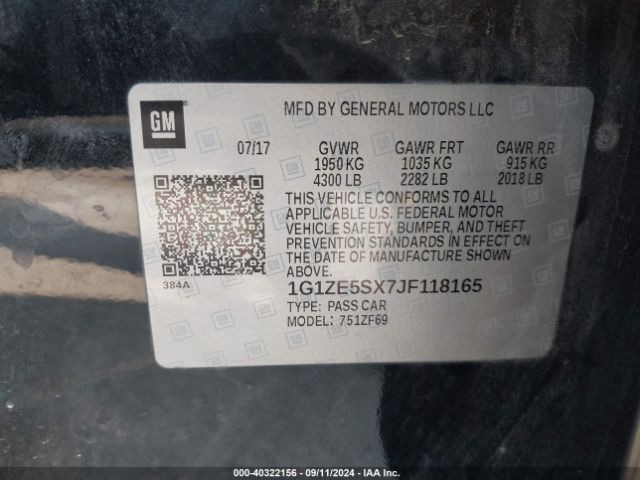 GM
MFD BY GENERAL MOTORS LLC
07/17 GVWR GAWR FRT GAWR RR
1950 KG 1035 KG 915 KG
4300 LB 2282 LB 2018 LB
THIS VEHICLE CONFORMS TO ALL
APPLICABLE U.S. FEDERAL MOTOR
VEHICLE SAFETY, BUMPER, AND THEFT
PREVENTION STANDARDS IN EFFECT ON
THE DATE OF MANUFACTURE SHOWN
ABOVE.
384A
1G1ZE5SX7JF118165
TYPE: PASS CAR
MODEL: 751ZF69
000-40322156 - 09/11/2024 - IAA Inc.